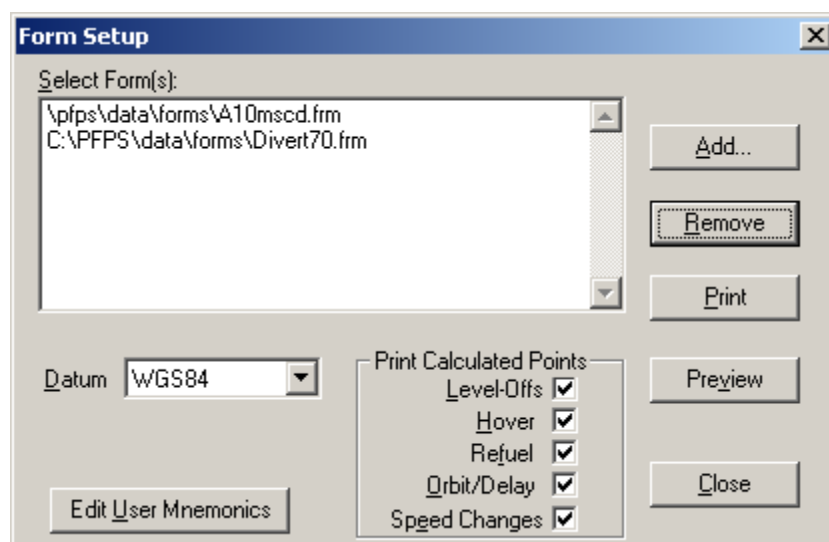 Form Setup
Select Form(s):
\pfps\data\forms\A10mscd.frm
C:\PFPS\data\forms\Divert70.frm
Add...
Remove
Print
Datum
WGS84
Print Calculated Points
Level-Offs
Hover
Refuel
Orbit/Delay
Speed Changes
Preview
Close
Edit User Mnemonics